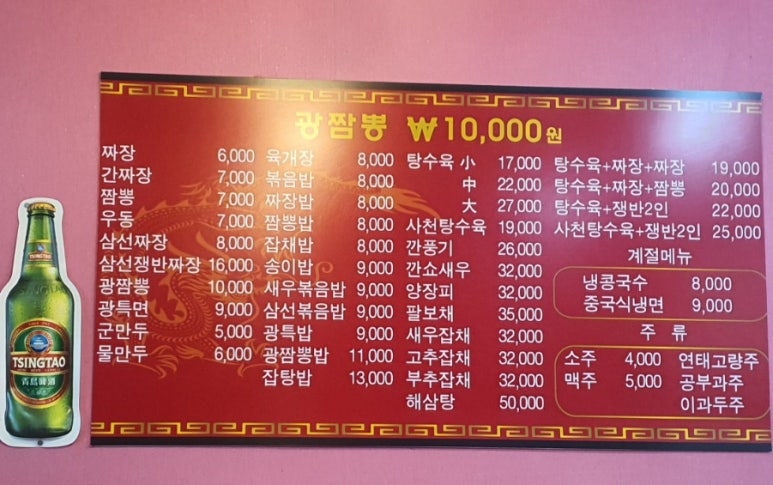 광짬뽕 ₩10,000원
짜장 6,000
간짜장 7,000
짬뽕 7,000
우동 7,000
삼선짜장 8,000
삼선쟁반짜장 16,000
광짬뽕 10,000
광특면 9,000
군만두 5,000
물만두 6,000
육개장 8,000
볶음밥 8,000
짜장밥 8,000
짬뽕밥 8,000
잡채밥 8,000
송이밥 9,000
새우볶음밥 9,000
삼선볶음밥 9,000
광특밥 9,000
광짬뽕밥 11,000
잡탕밥 13,000
탕수육 小 17,000
中 22,000
大 27,000
사천탕수육 19,000
깐풍기 26,000
깐쇼새우 32,000
양장피 32,000
팔보채 35,000
새우잡채 32,000
고추잡채 32,000
부추잡채 32,000
해삼탕 50,000
탕수육+짜장+짜장 19,000
탕수육+짜장+짬뽕 20,000
탕수육+쟁반2인 22,000
사천탕수육+쟁반2인 25,000
계절메뉴
냉콩국수 8,000
중국식냉면 9,000
주 류
소주 4,000 연태고량주
맥주 5,000 공부과주
이과두주
TSINGTAO
TSINGTAO
青島啤酒